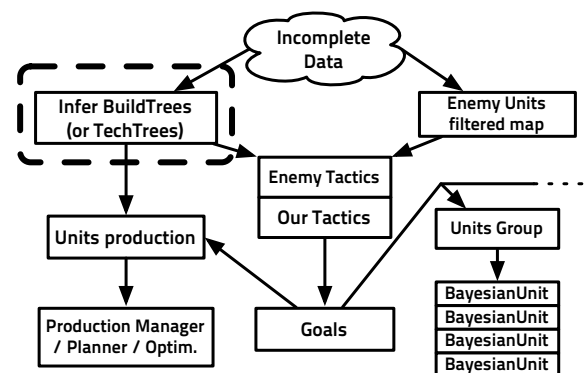 Incomplete
Data
Infer BuildTrees
(or TechTrees)
Enemy Units
filtered map
Enemy Tactics
Our Tactics
Units production
Units Group
Production Manager
/ Planner / Optim.
Goals
BayesianUnit
BayesianUnit
BayesianUnit
BayesianUnit